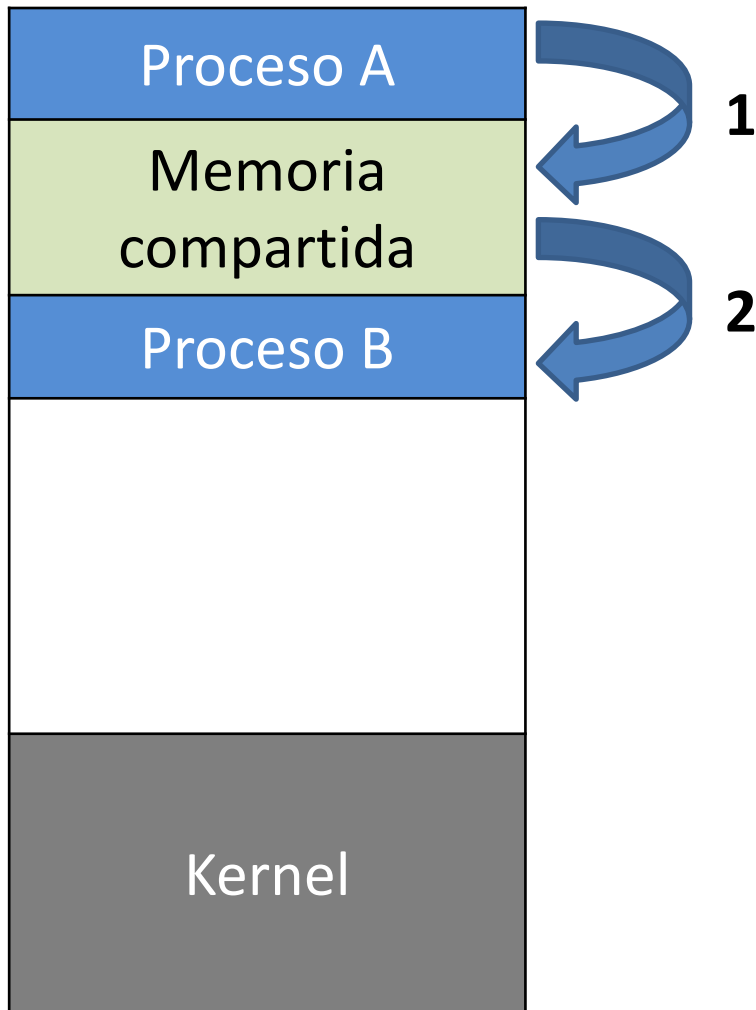 Proceso A
1
Memoria
compartida
2
Proceso B
Kernel